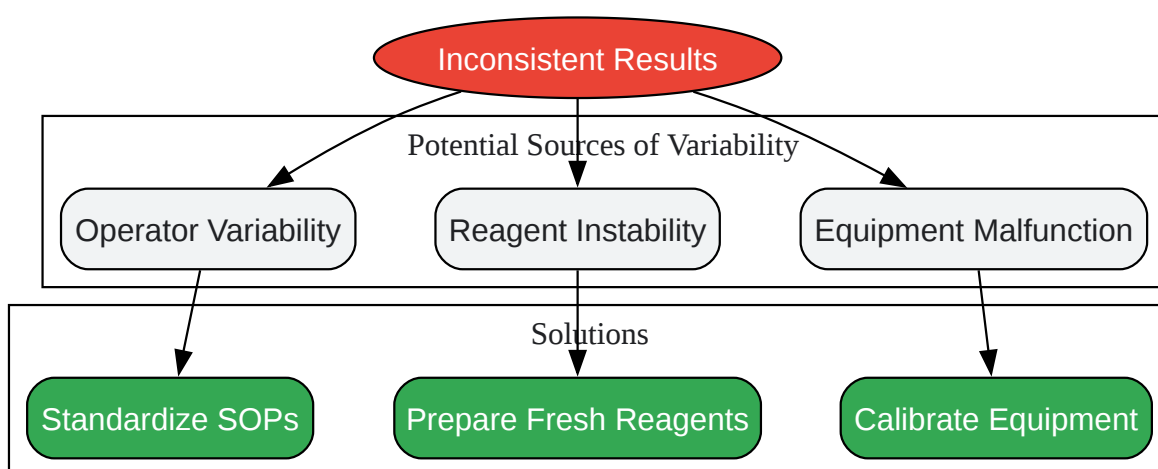 Inconsistent Results
Potential Sources of Variability
Operator Variability
Reagent Instability
Equipment Malfunction
Solutions
Standardize SOPs
Prepare Fresh Reagents
Calibrate Equipment